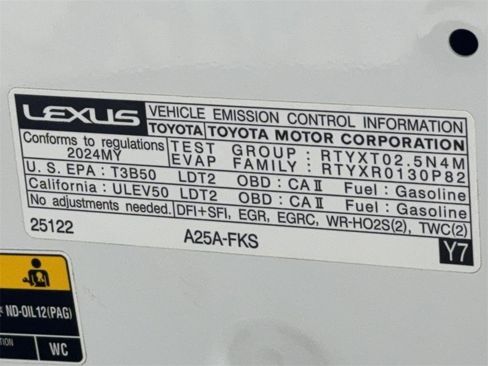 LEXUS VEHICLE EMISSION CONTROL INFORMATION
TOYOTA TOYOTA MOTOR CORPORATION
Conforms to regulations
2024MY
TEST GROUP : RTYXT02.5N4M
EVAP FAMILY : RTYXR0130P82
U. S. EPA : T3B50 LDT2 OBD : CA II Fuel : Gasoline
California : ULEV50 LDT2 OBD : CA II Fuel : Gasoline
No adjustments needed. DFI+SFI, EGR, EGRC, WR-HO2S(2), TWC(2)
25122 A25A-FKS Y7
ND-OIL12(PAG)
WC